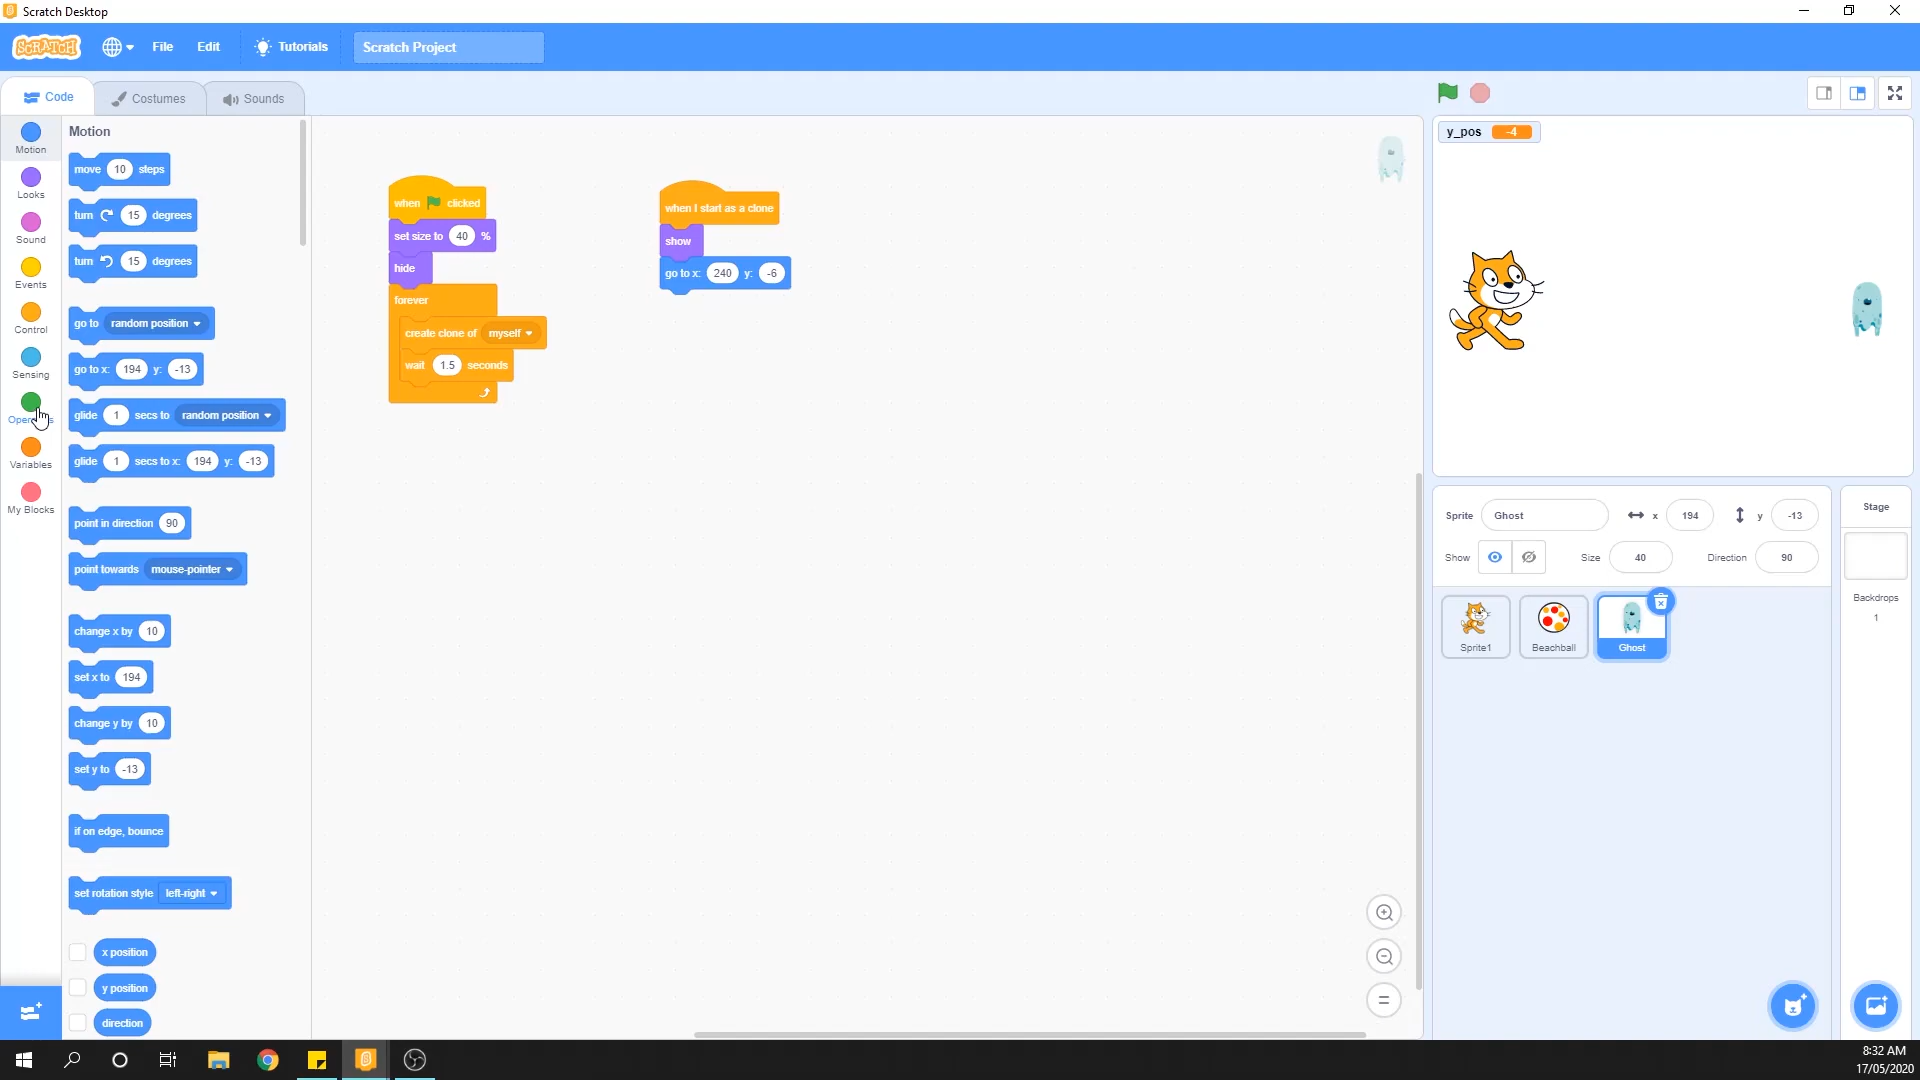 Scratch Desktop
SCRATCH File Edit Tutorials Scratch Project
Code Costumes Sounds
Motion
Looks
Sound
Events
Control
Sensing
Variables
My Blocks
Motion
move 10 steps
turn 15 degrees
turn 15 degrees
go to random position
go to x: 194 y: -13
glide 1 secs to random position
glide 1 secs to x: 194 y: -13
point in direction 90
point towards mouse-pointer
change x by 10
set x to 194
change y by 10
set y to -13
if on edge, bounce
set rotation style left-right
x position
y position
direction
when clicked
set size to 40 %
hide
forever
create clone of myself
wait 1.5 seconds
when I start as a clone
show
go to x: 240 y: -6
y_pos -4
Sprite Ghost x 194 y -13
Show Size 40 Direction 90
Sprite1 Beachball Ghost
Stage
Backdrops
1
8:32 AM
17/05/2020